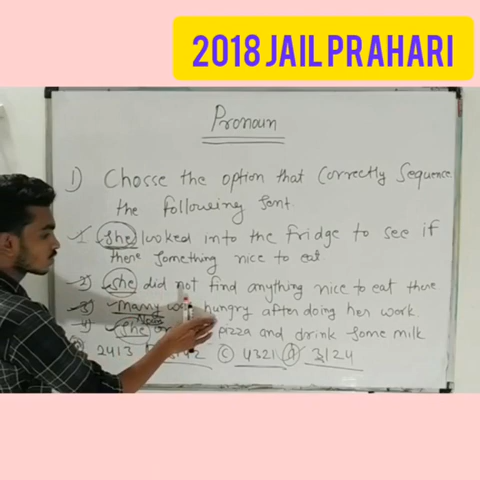 2018 JAIL PRAHARI
Pronoun
1) Chosse the option that Correctly Sequence
the following Sent.
1. She looked into the fridge to see if
there something nice to eat.
2) She did not find anything nice to eat there
3) Marry was hungry after doing her work
Noun
4) She pizza and drink some milk
2413 (C) 4321 (D) 3124